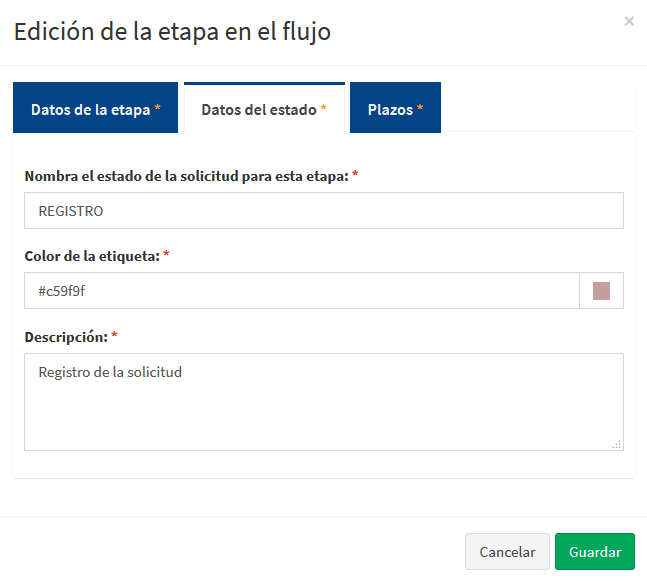 Edición de la etapa en el flujo
×
Datos de la etapa *
Datos del estado *
Plazos *
Nombra el estado de la solicitud para esta etapa: *
REGISTRO
Color de la etiqueta: *
#c59f9f
Descripción: *
Registro de la solicitud
Cancelar
Guardar